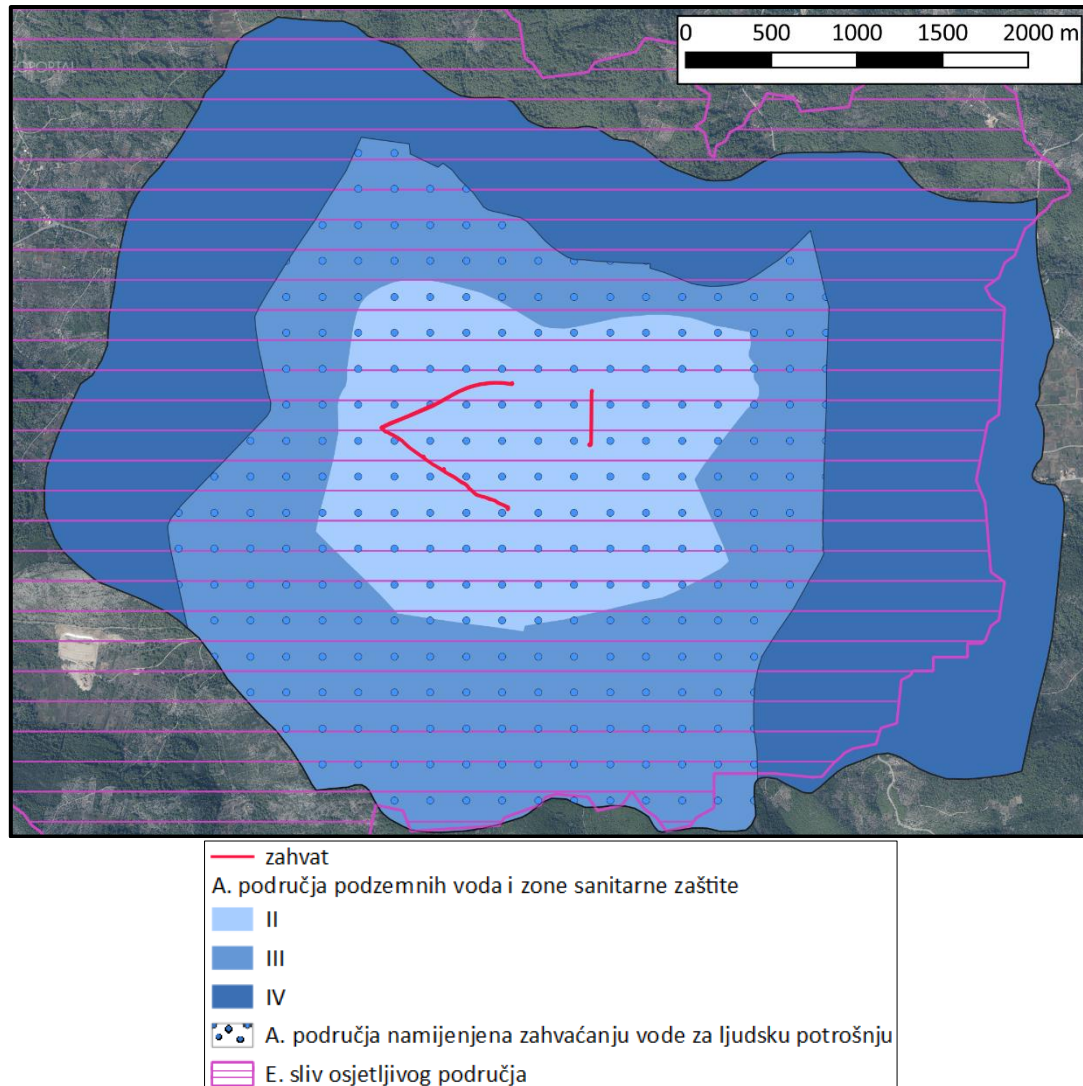 0 500 1000 1500 2000 m
OPORTAL
zahvat
A. područja podzemnih voda i zone sanitarne zaštite
II
III
IV
A. područja namijenjena zahvaćanju vode za ljudsku potrošnju
E. sliv osjetljivog područja